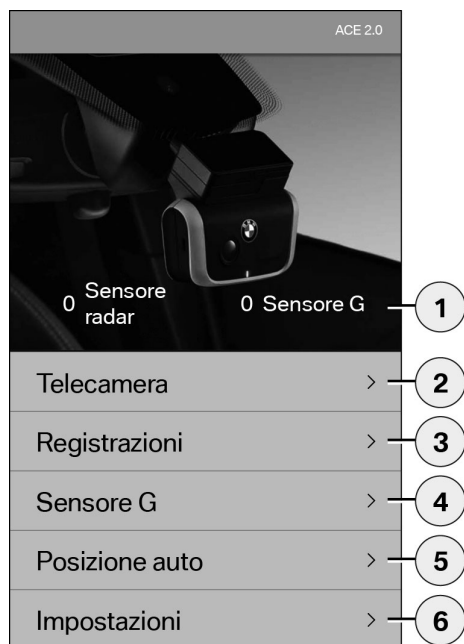 ACE 2.0
0 Sensore radar
0 Sensore G
1
Telecamera
2
Registrazioni
3
Sensore G
4
Posizione auto
5
Impostazioni
6